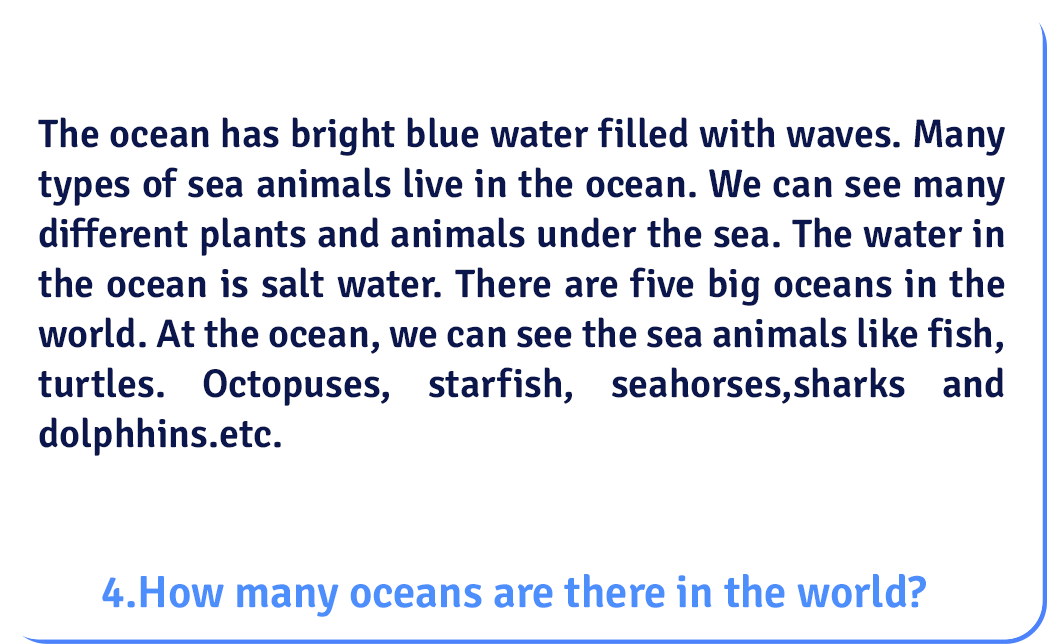 The ocean has bright blue water filled with waves. Many
types of sea animals live in the ocean. We can see many
different plants and animals under the sea. The water in
the ocean is salt water. There are five big oceans in the
world. At the ocean, we can see the sea animals like fish,
turtles. Octopuses, starfish, seahorses,sharks and
dolphhins.etc.
4.How many oceans are there in the world?